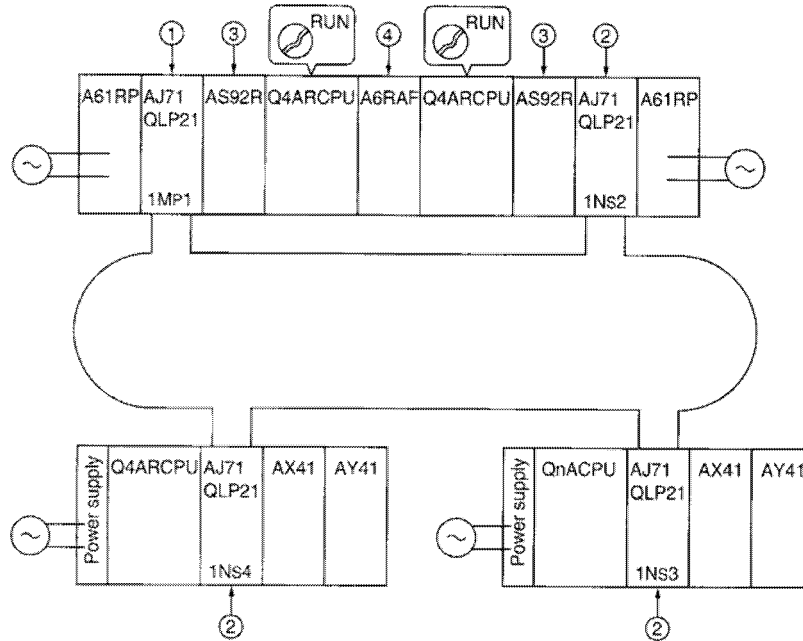 ① ③ RUN ④ RUN ③ ②
A61RP AJ71 AS92R Q4ARCPU A6RAF Q4ARCPU AS92R AJ71 A61RP
QLP21 QLP21
1MP1 1NS2
Power supply Q4ARCPU AJ71 AX41 AY41
QLP21
1NS4
②
Power supply QnACPU AJ71 AX41 AY41
QLP21
1NS3
②